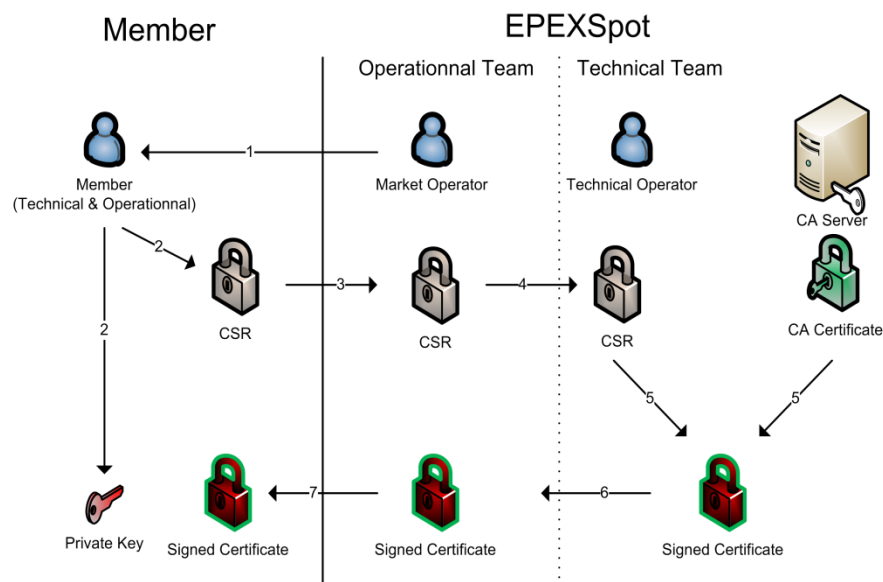 Member
EPEXSpot
Operationnal Team
Technical Team
1
Member
(Technical & Operationnal)
Market Operator
Technical Operator
CA Server
2
3
4
CSR
CSR
CSR
CA Certificate
2
5
5
7
6
Private Key
Signed Certificate
Signed Certificate
Signed Certificate